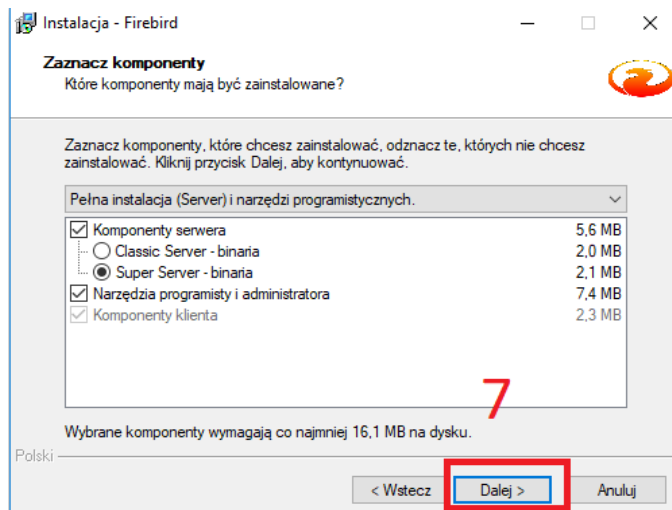 Instalacja - Firebird
Zaznacz komponenty
Które komponenty mają być zainstalowane?
Zaznacz komponenty, które chcesz zainstalować, odznacz te, których nie chcesz
zainstalować. Kliknij przycisk Dalej, aby kontynuować.
Pełna instalacja (Server) i narzędzi programistycznych.
Komponenty serwera 5,6 MB
Classic Server - binaria 2,0 MB
Super Server - binaria 2,1 MB
Narzędzia programisty i administratora 7,4 MB
Komponenty klienta 2,3 MB
7
Wybrane komponenty wymagają co najmniej 16,1 MB na dysku.
Polski
< Wstecz Dalej > Anuluj